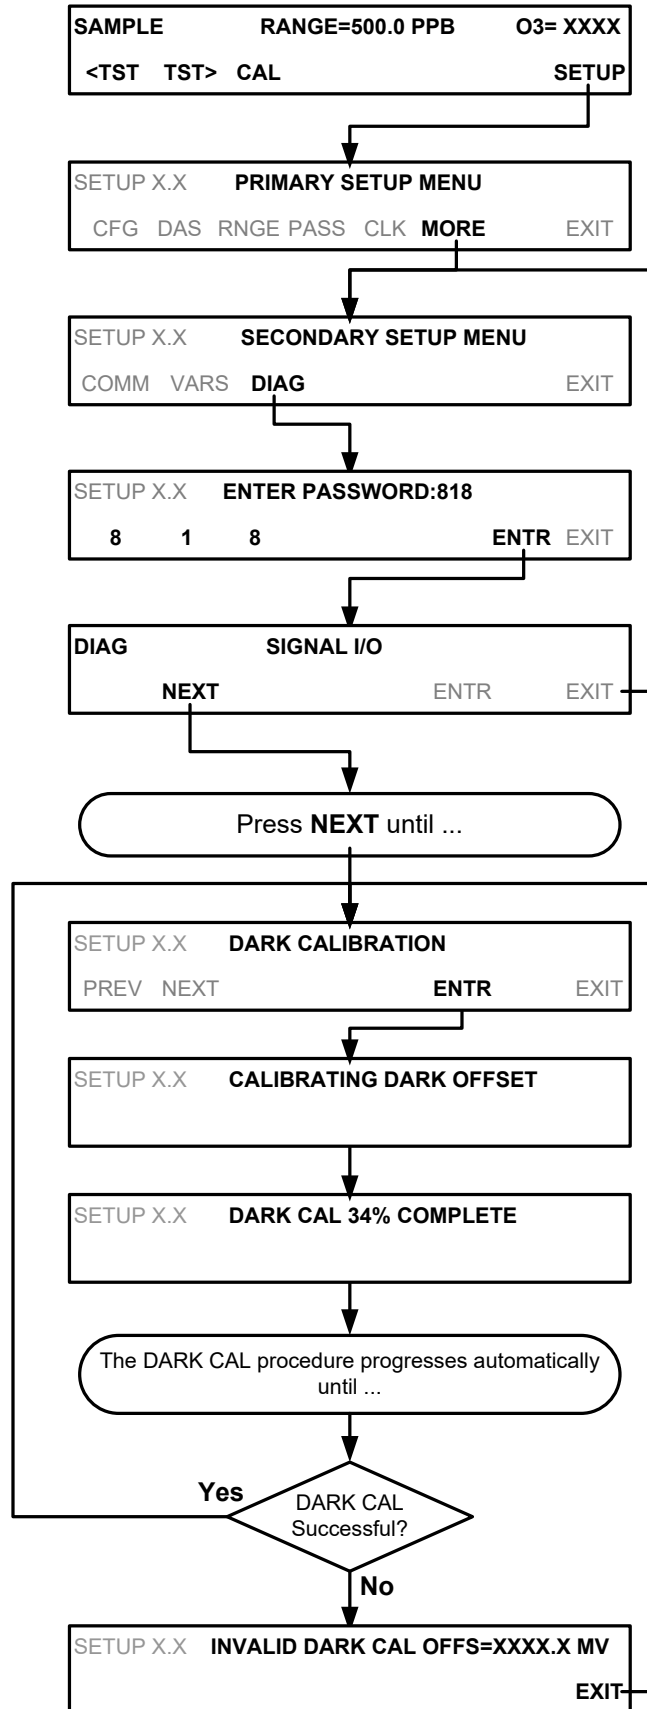 SAMPLE RANGE=500.0 PPB O3= XXXX
<TST TST> CAL SETUP
SETUP X.X PRIMARY SETUP MENU
CFG DAS RNGE PASS CLK MORE EXIT
SETUP X.X SECONDARY SETUP MENU
COMM VARS DIAG EXIT
SETUP X.X ENTER PASSWORD:818
8 1 8 ENTR EXIT
DIAG SIGNAL I/O
NEXT ENTR EXIT
Press NEXT until ...
SETUP X.X DARK CALIBRATION
PREV NEXT ENTR EXIT
SETUP X.X CALIBRATING DARK OFFSET
SETUP X.X DARK CAL 34% COMPLETE
The DARK CAL procedure progresses automatically
until ...
Yes
DARK CAL
Successful?
No
SETUP X.X INVALID DARK CAL OFFS=XXXX.X MV
EXIT